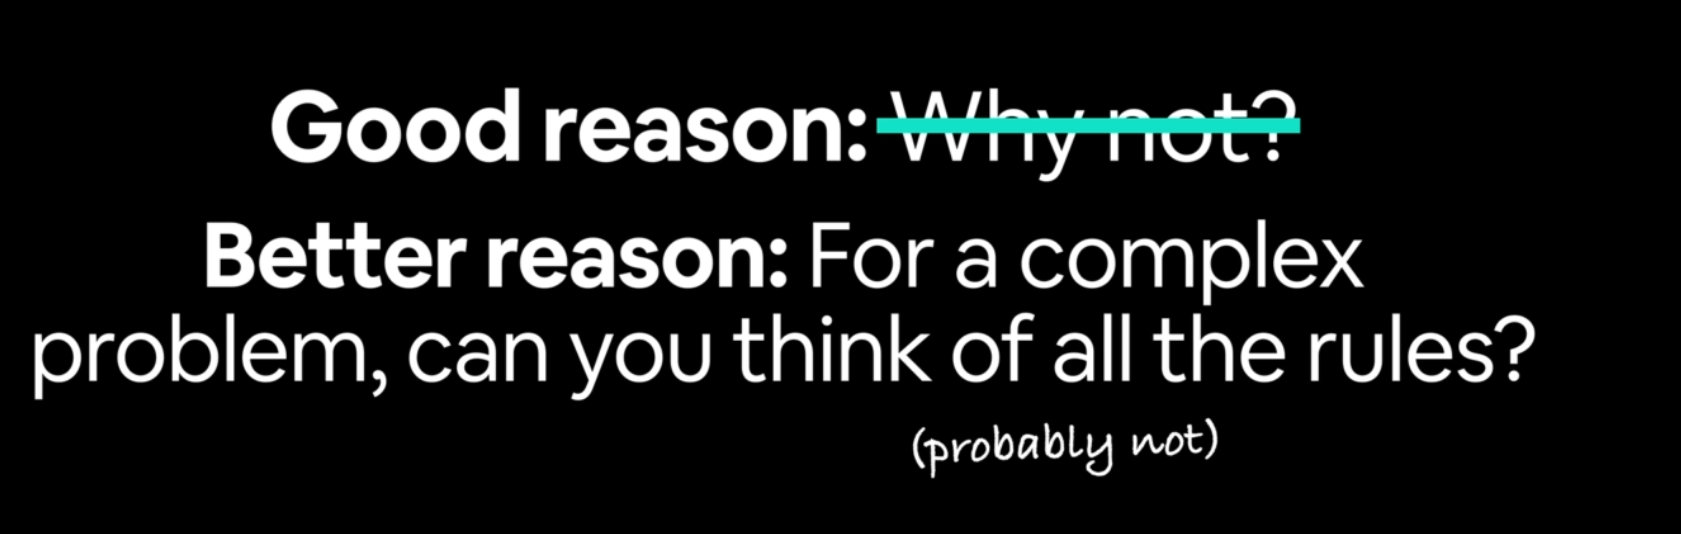 Good reason: Why not?
Better reason: For a complex
problem, can you think of all the rules?
(probably not)